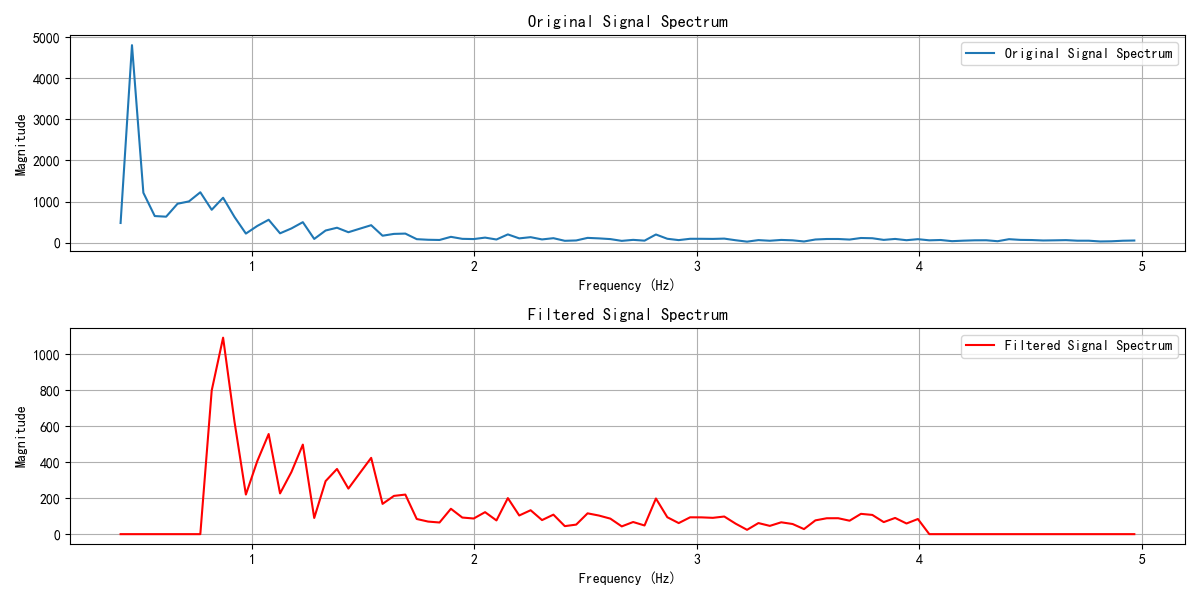 Original Signal Spectrum
5000
4000
3000
2000
1000
0
Magnitude
Original Signal Spectrum
1 2 3 4 5
Frequency (Hz)
Filtered Signal Spectrum
1000
800
600
400
200
0
Magnitude
Filtered Signal Spectrum
1 2 3 4 5
Frequency (Hz)